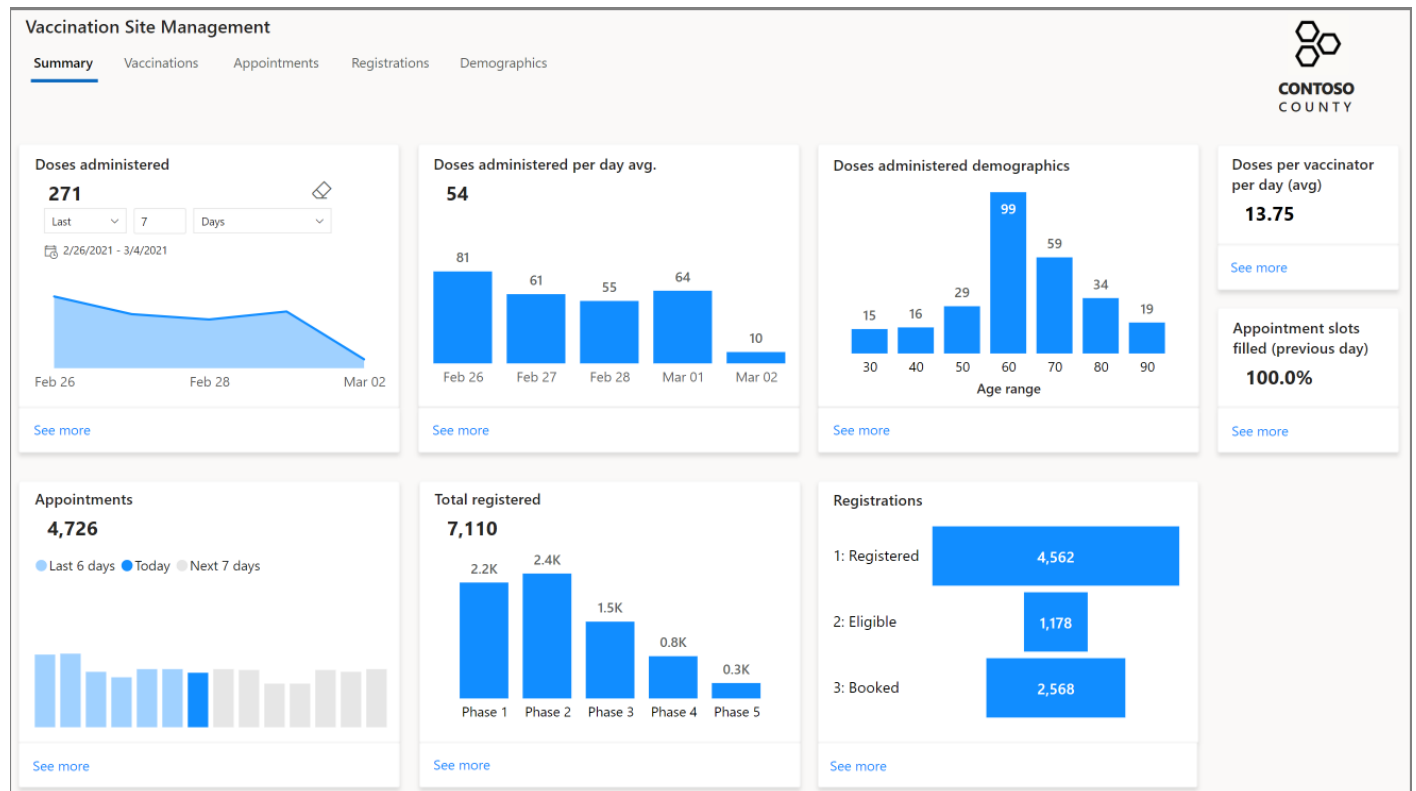 Vaccination Site Management
Summary Vaccinations Appointments Registrations Demographics
CONTOSO
COUNTY
Doses administered
271
Last 7 Days
2/26/2021 - 3/4/2021
Feb 26 Feb 28 Mar 02
See more
Doses administered per day avg.
54
81 61 55 64 10
Feb 26 Feb 27 Feb 28 Mar 01 Mar 02
See more
Doses administered demographics
15 16 29 99 59 34 19
30 40 50 60 70 80 90
Age range
See more
Doses per vaccinator
per day (avg)
13.75
See more
Appointment slots
filled (previous day)
100.0%
See more
Appointments
4,726
Last 6 days Today Next 7 days
See more
Total registered
7,110
2.2K 2.4K 1.5K 0.8K 0.3K
Phase 1 Phase 2 Phase 3 Phase 4 Phase 5
See more
Registrations
1: Registered 4,562
2: Eligible 1,178
3: Booked 2,568
See more